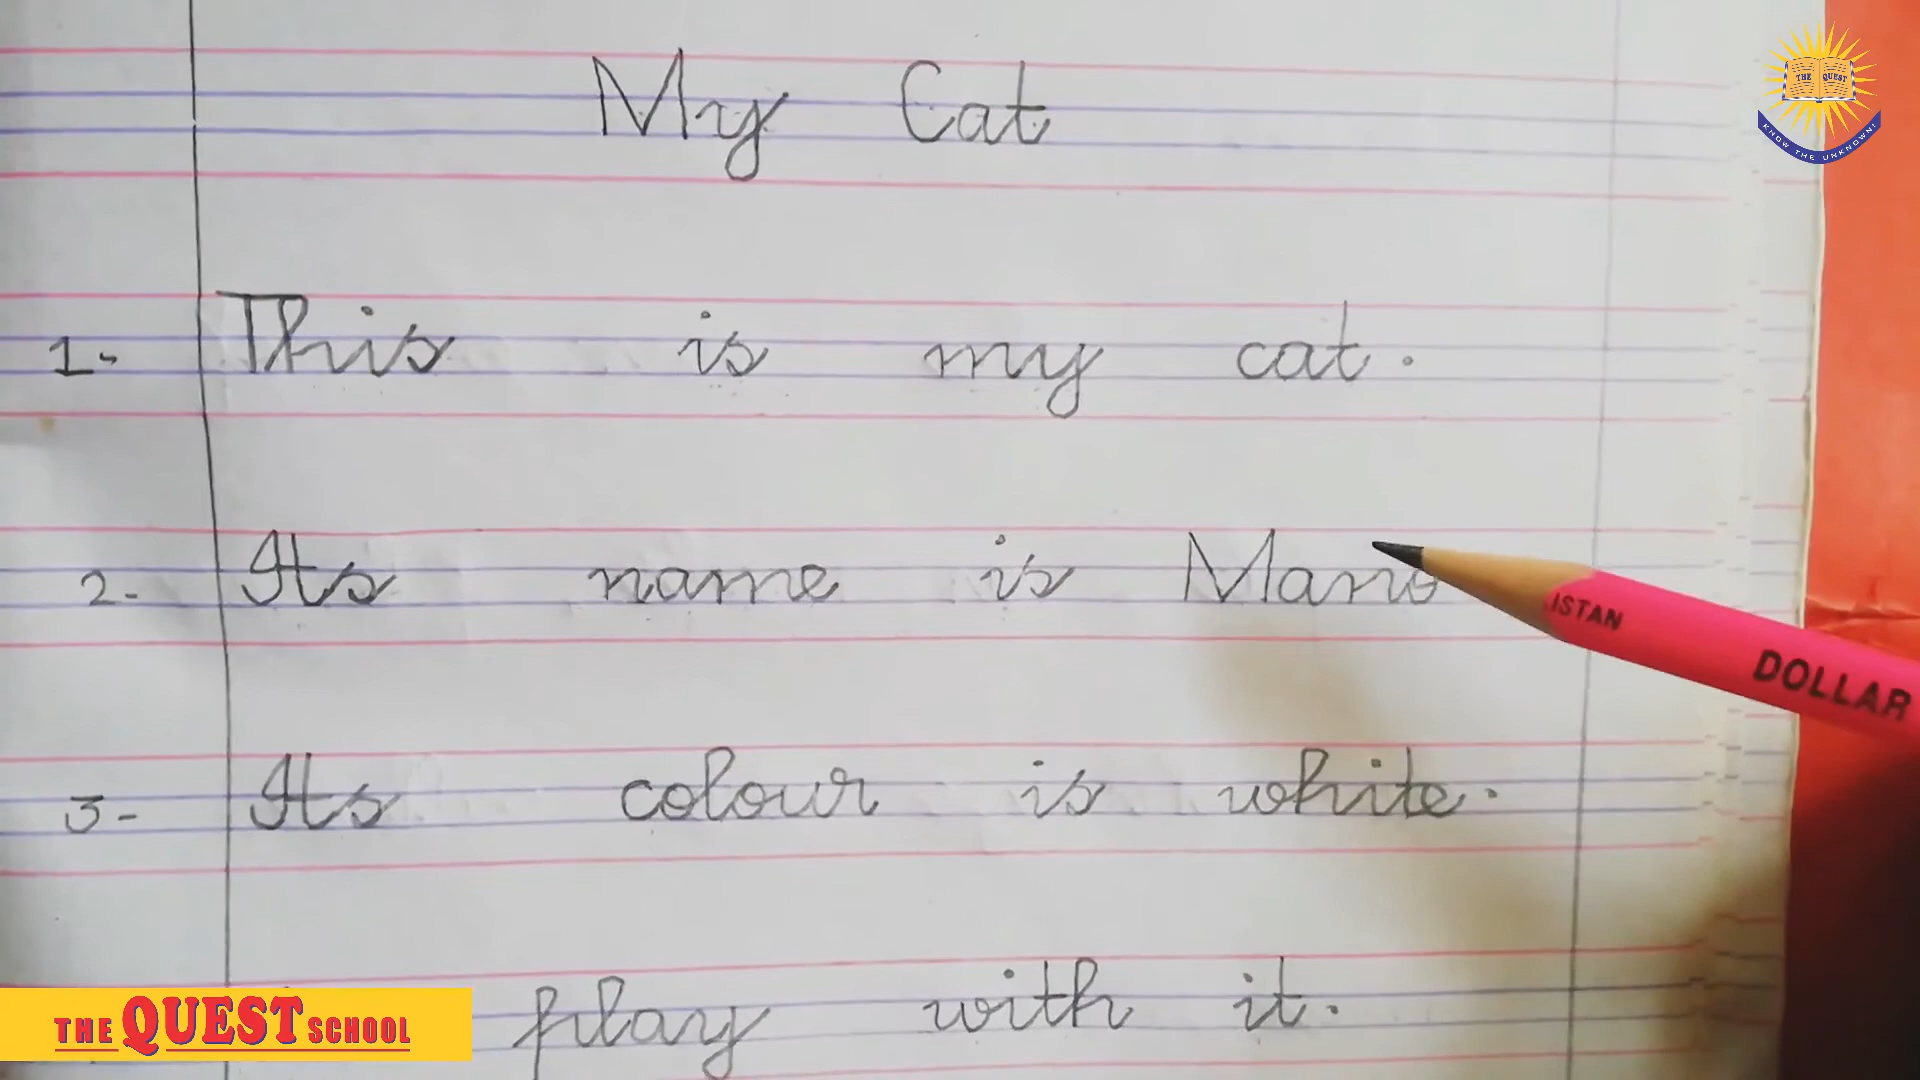 My Cat
THE QUEST
KNOW THE UNKNOWN!
1- This is my cat.
2- Its name is Mano
ISTAN
DOLLAR
3- Its colour is white.
play with it.
THE QUEST SCHOOL